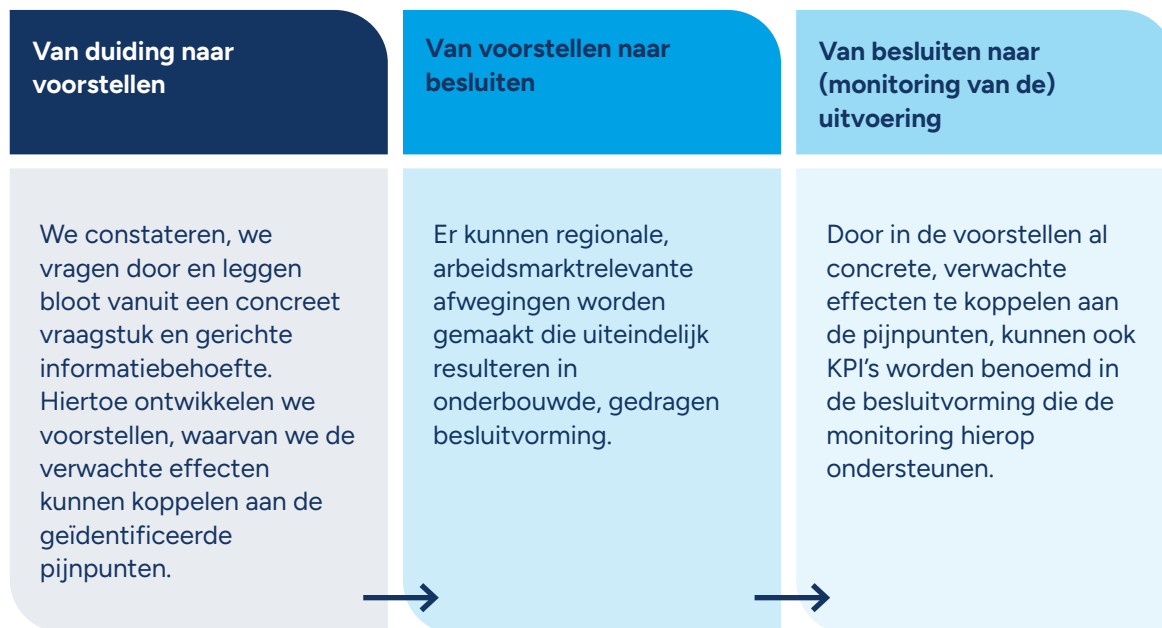 Van duiding naar
voorstellen
We constateren, we
vragen door en leggen
bloot vanuit een concreet
vraagstuk en gerichte
informatiebehoefte.
Hiertoe ontwikkelen we
voorstellen, waarvan we de
verwachte effecten
kunnen koppelen aan de
geïdentificeerde
pijnpunten.
Van voorstellen naar
besluiten
Er kunnen regionale,
arbeidsmarktrelevante
afwegingen worden
gemaakt die uiteindelijk
resulteren in
onderbouwde, gedragen
besluitvorming.
Van besluiten naar
(monitoring van de)
uitvoering
Door in de voorstellen al
concrete, verwachte
effecten te koppelen aan
de pijnpunten, kunnen ook
KPI’s worden benoemd in
de besluitvorming die de
monitoring hierop
ondersteunen.